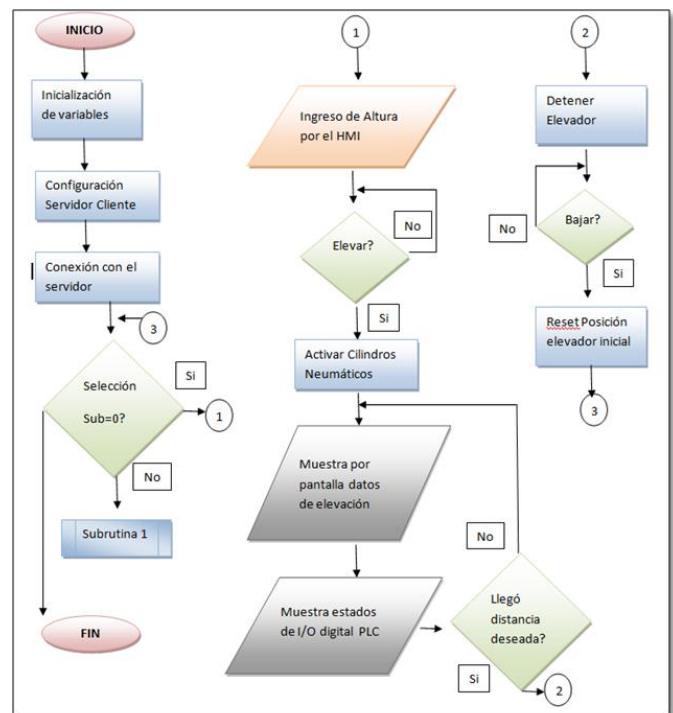 INICIO
Inicialización
de variables
Configuración
Servidor Cliente
Conexión con el
servidor
3
Selección
Sub=0?
Si
1
No
Subrutina 1
FIN
1
Ingreso de Altura
por el HMI
No
Elevar?
Si
Activar Cilindros
Neumáticos
Muestra por
pantalla datos
de elevación
No
Muestra estados
de I/O digital PLC
Llegó
distancia
deseada?
Si
2
2
Detener
Elevador
Bajar?
No
Si
Reset Posición
elevador inicial
3